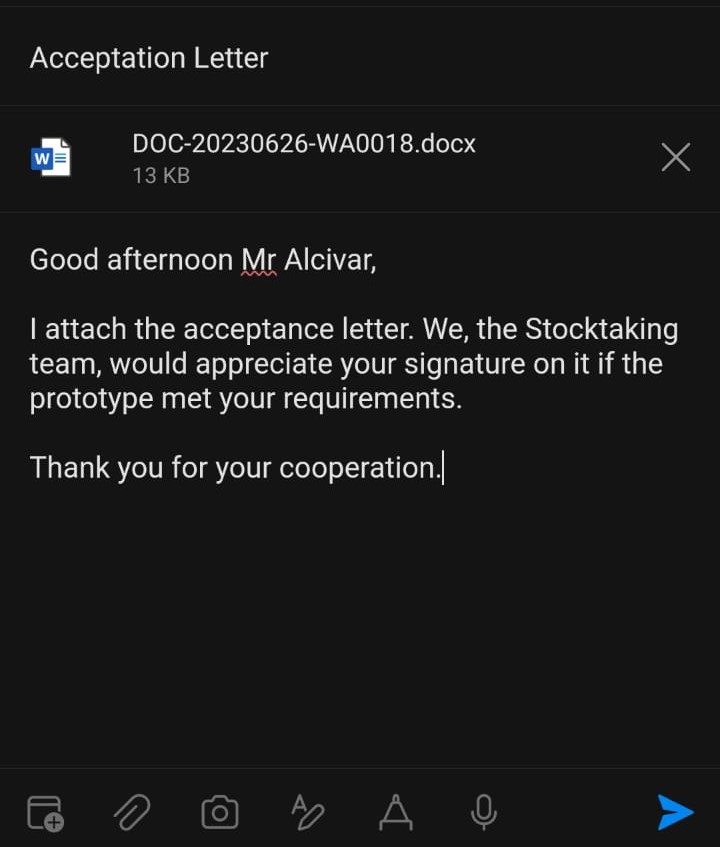 Acceptation Letter
W
DOC-20230626-WA0018.docx
13 KB
Good afternoon Mr Alcivar,
I attach the acceptance letter. We, the Stocktaking
team, would appreciate your signature on it if the
prototype met your requirements.
Thank you for your cooperation.
A